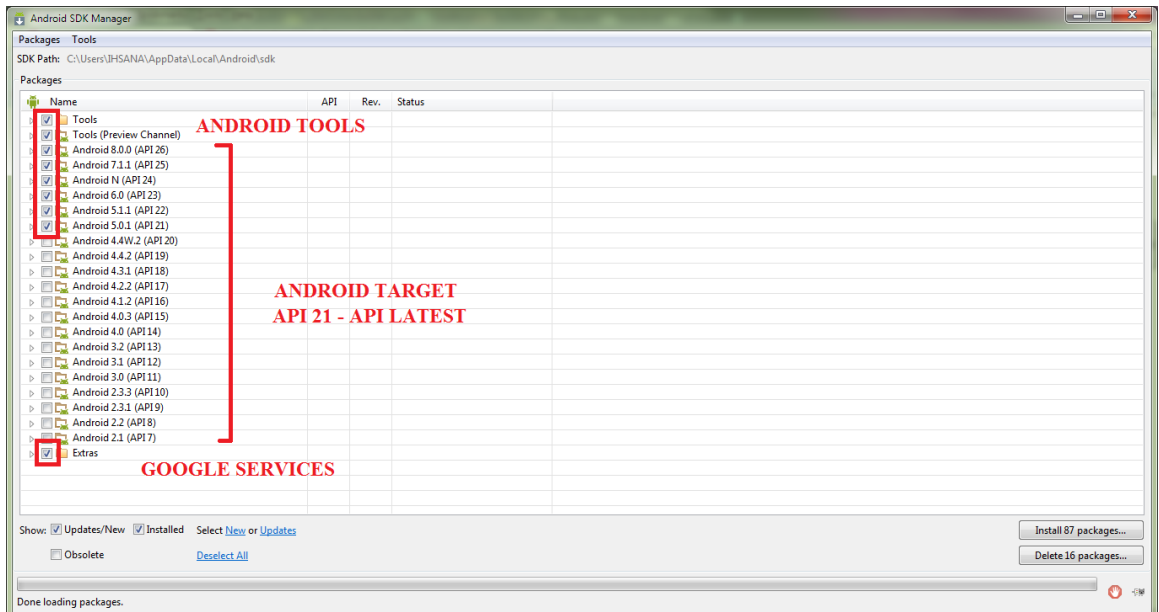 Android SDK Manager
Packages Tools
SDK Path: C:\Users\IHSANA\AppData\Local\Android\sdk
Packages
Name API Rev. Status
Tools
ANDROID TOOLS
Tools (Preview Channel)
Android 8.0.0 (API 26)
Android 7.1.1 (API 25)
Android N (API 24)
Android 6.0 (API 23)
Android 5.1.1 (API 22)
Android 5.0.1 (API 21)
Android 4.4W.2 (API 20)
Android 4.4.2 (API 19)
Android 4.3.1 (API 18)
Android 4.2.2 (API 17)
Android 4.1.2 (API 16)
Android 4.0.3 (API 15)
Android 4.0 (API 14)
Android 3.2 (API 13)
Android 3.1 (API 12)
Android 3.0 (API 11)
Android 2.3.3 (API 10)
Android 2.3.1 (API 9)
Android 2.2 (API 8)
Android 2.1 (API 7)
ANDROID TARGET
API 21 - API LATEST
Extras
GOOGLE SERVICES
Show: Updates/New Installed Select New or Updates
Install 87 packages...
Obsolete Deselect All
Delete 16 packages...
Done loading packages.